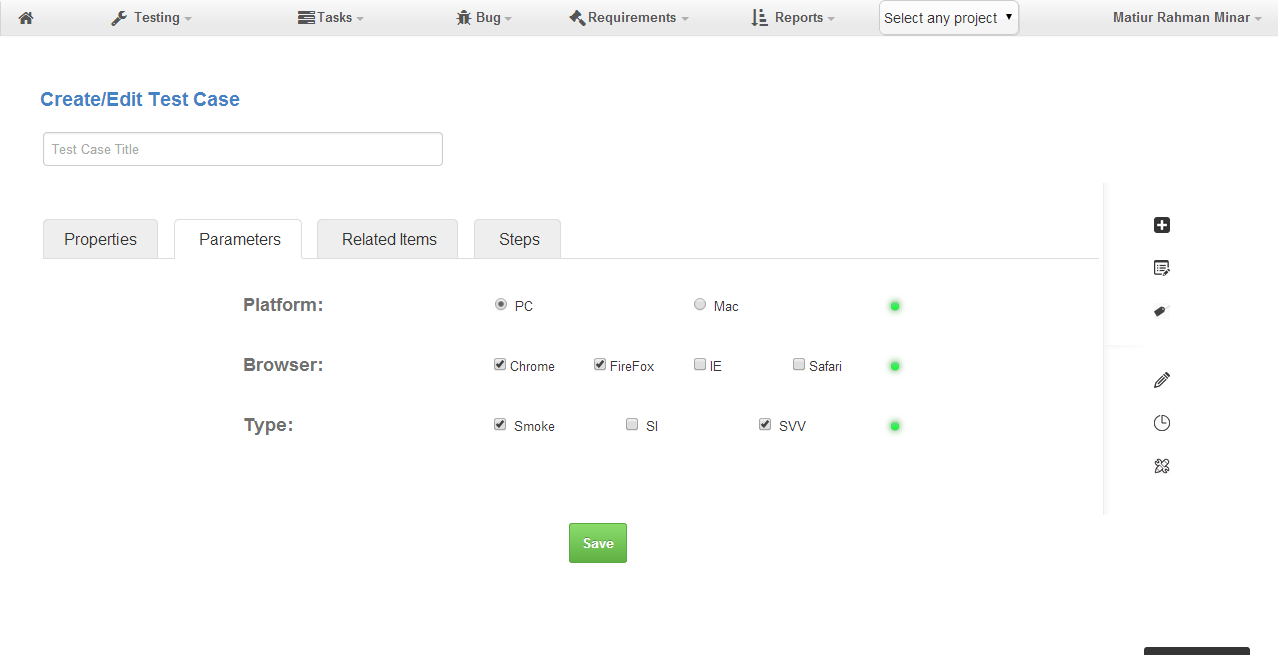 Testing Tasks Bug Requirements Reports Select any project Matiur Rahman Minar
Create/Edit Test Case
Test Case Title
Properties Parameters Related Items Steps
Platform: PC Mac
Browser: Chrome FireFox IE Safari
Type: Smoke SI SVV
Save